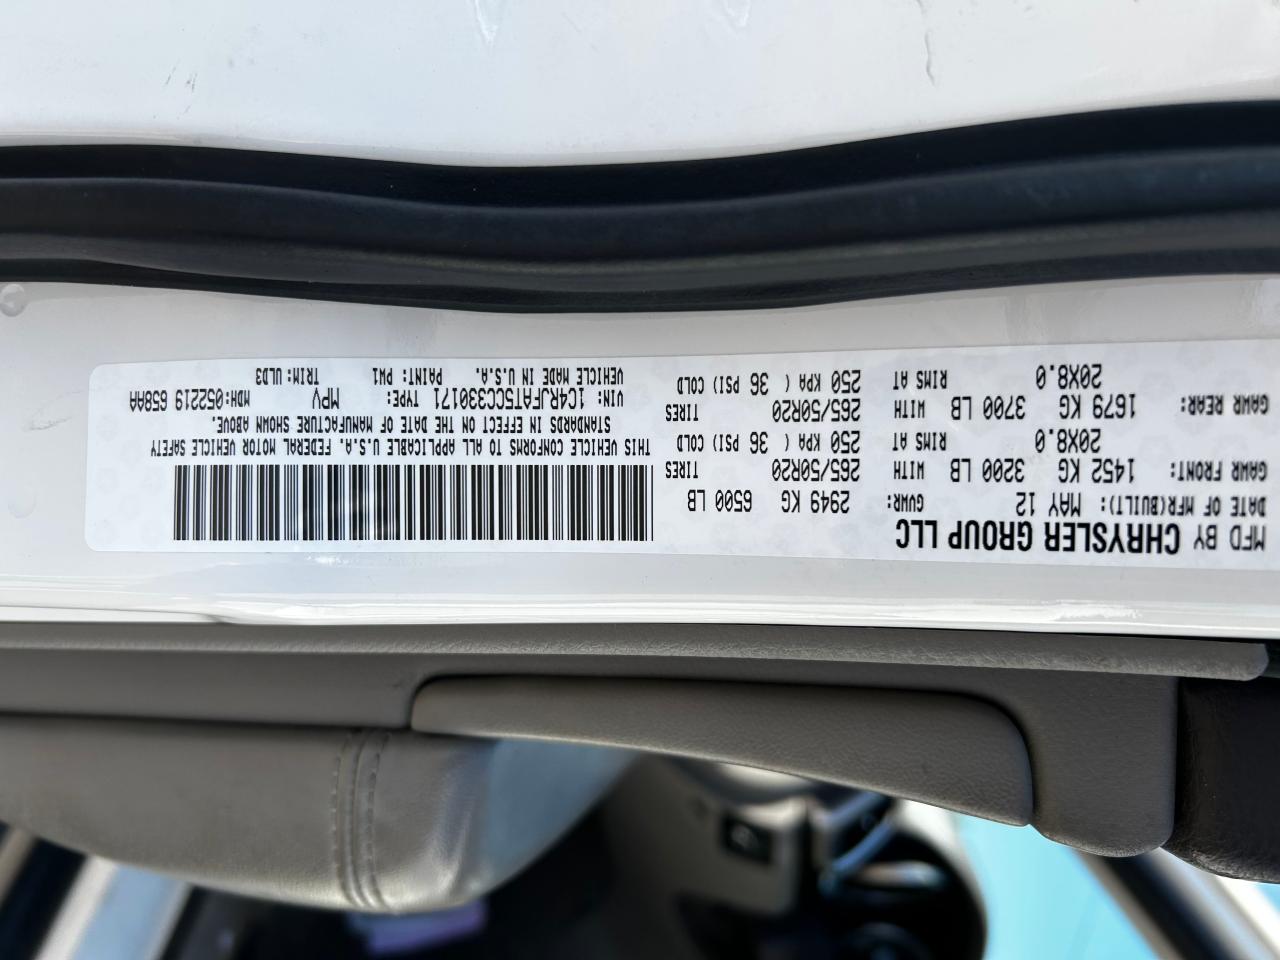 MFD BY CHRYSLER GROUP LLC
DATE OF MFR(BUILT): MAY 12 GVWR: 2949 KG 6500 LB
GAWR FRONT: 1452 KG 3200 LB WITH 265/50R20 TIRES
20X8.0 RIMS AT 250 KPA ( 36 PSI) COLD
GAWR REAR: 1679 KG 3700 LB WITH 265/50R20 TIRES
20X8.0 RIMS AT 250 KPA ( 36 PSI) COLD
THIS VEHICLE CONFORMS TO ALL APPLICABLE U.S.A. FEDERAL MOTOR VEHICLE SAFETY
STANDARDS IN EFFECT ON THE DATE OF MANUFACTURE SHOWN ABOVE.
VIN: 1C4RJFAT5CC330171 TYPE: MPV MDH:052219 658AA
VEHICLE MADE IN U.S.A. PAINT: PW1 TRIM: ULD3